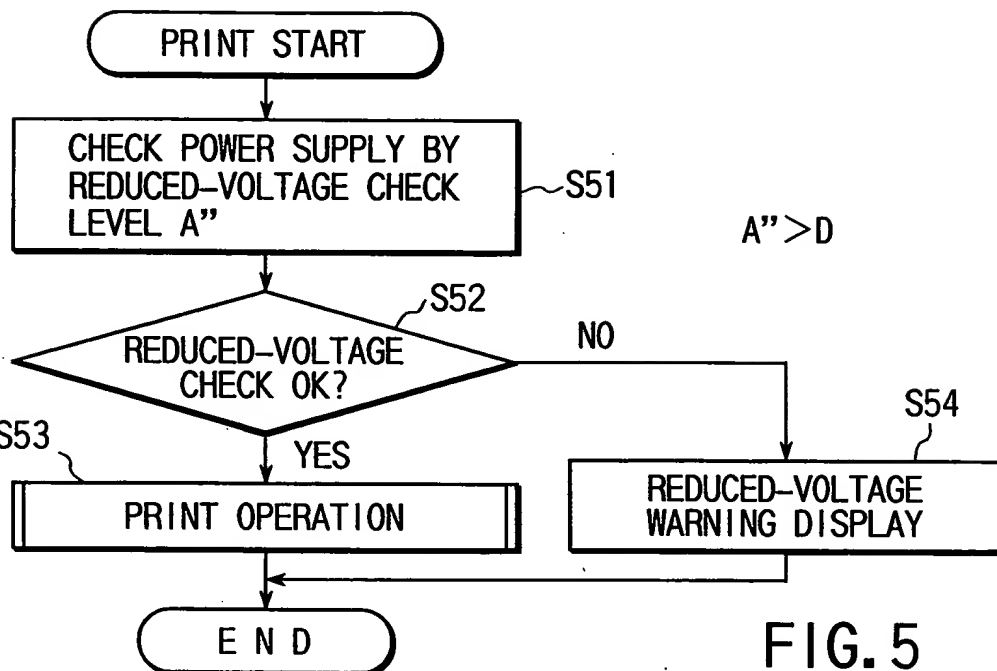 PRINT START
CHECK POWER SUPPLY BY
REDUCED-VOLTAGE CHECK
LEVEL A”
S51
A”>D
S52
REDUCED-VOLTAGE
CHECK OK?
NO
YES
S53
PRINT OPERATION
S54
REDUCED-VOLTAGE
WARNING DISPLAY
END
FIG. 5